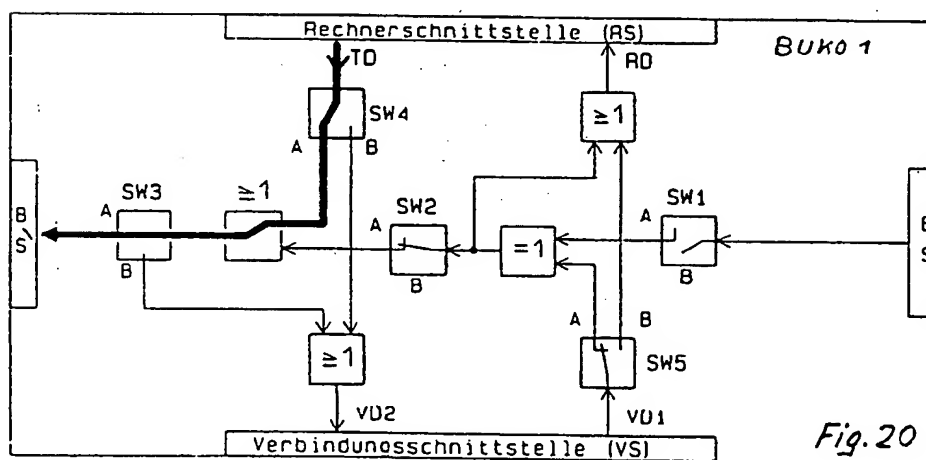 Rechnerschnittstelle (RS)
BUKO 1
TD
RD
SW4
≥1
A
B
SW3
≥1
SW2
SW1
A
A
A
B
S'
=1
B
S
B
B
B
A
B
≥1
SW5
VD2
VD1
Verbindungsschnittstelle (VS)
Fig. 20